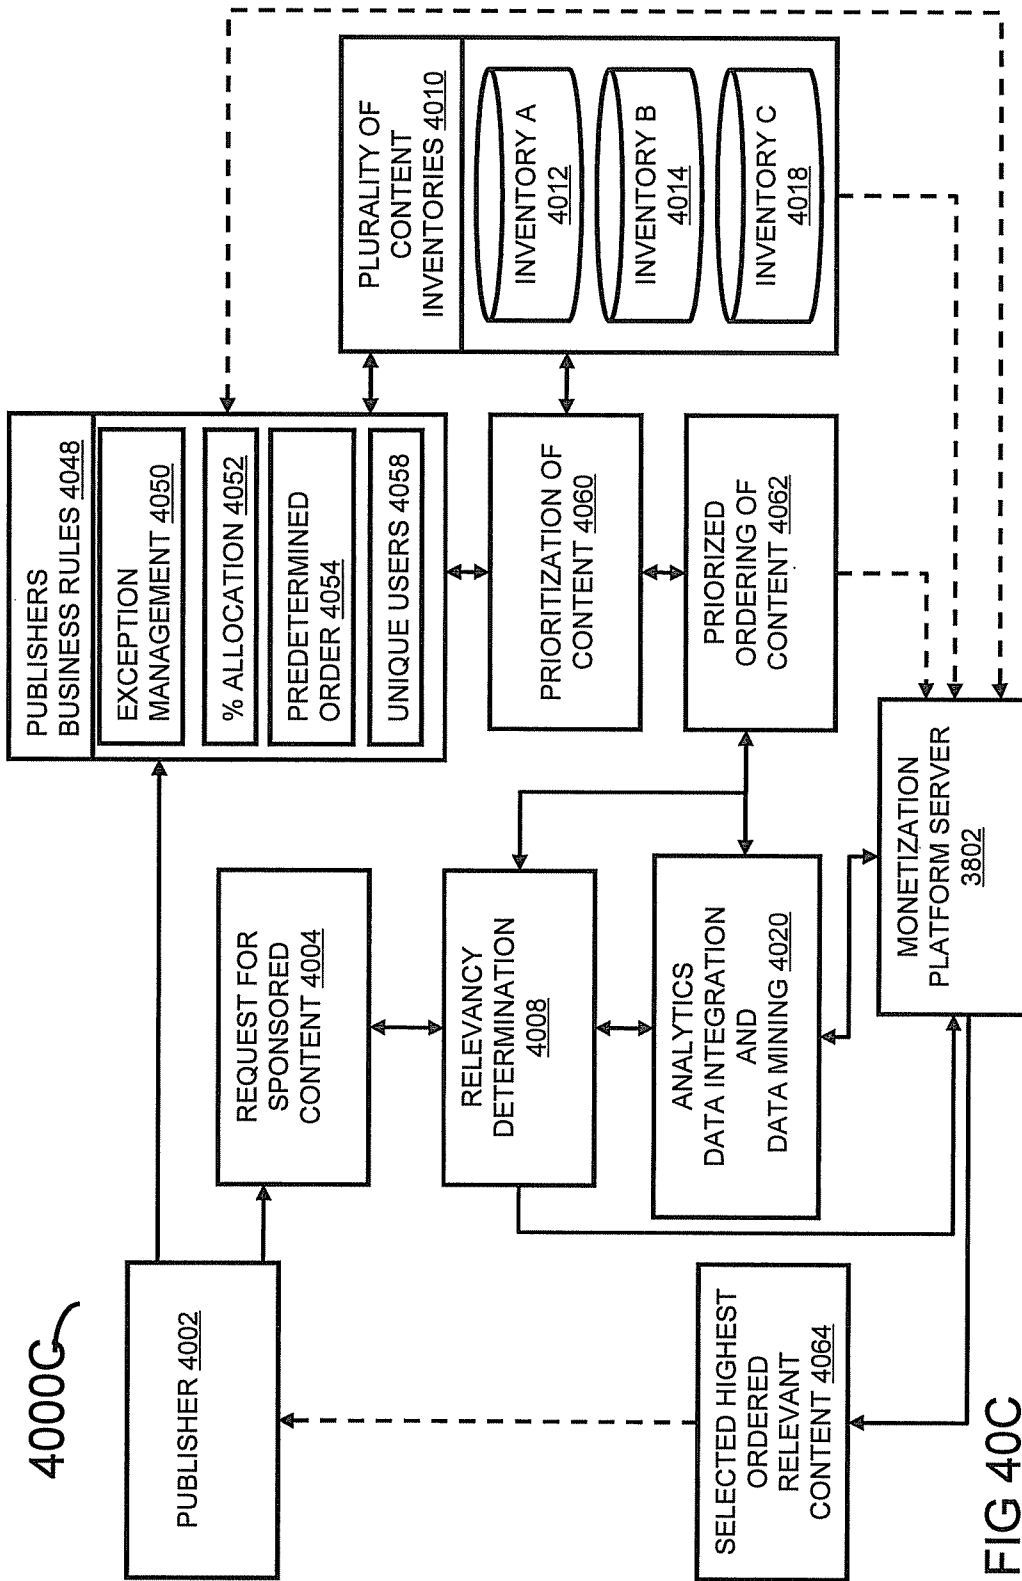 4000C
PUBLISHER 4002
PUBLISHERS
BUSINESS RULES 4048
EXCEPTION
MANAGEMENT 4050
% ALLOCATION 4052
PREDETERMINED
ORDER 4054
UNIQUE USERS 4058
PLURALITY OF
CONTENT
INVENTORIES 4010
INVENTORY A
4012
INVENTORY B
4014
INVENTORY C
4018
REQUEST FOR
SPONSORED
CONTENT 4004
RELEVANCY
DETERMINATION
4008
PRIORITIZATION OF
CONTENT 4060
ANALYTICS
DATA INTEGRATION
AND
DATA MINING 4020
PRIORIZED
ORDERING OF
CONTENT 4062
SELECTED HIGHEST
ORDERED
RELEVANT
CONTENT 4064
MONETIZATION
PLATFORM SERVER
3802
FIG 40C